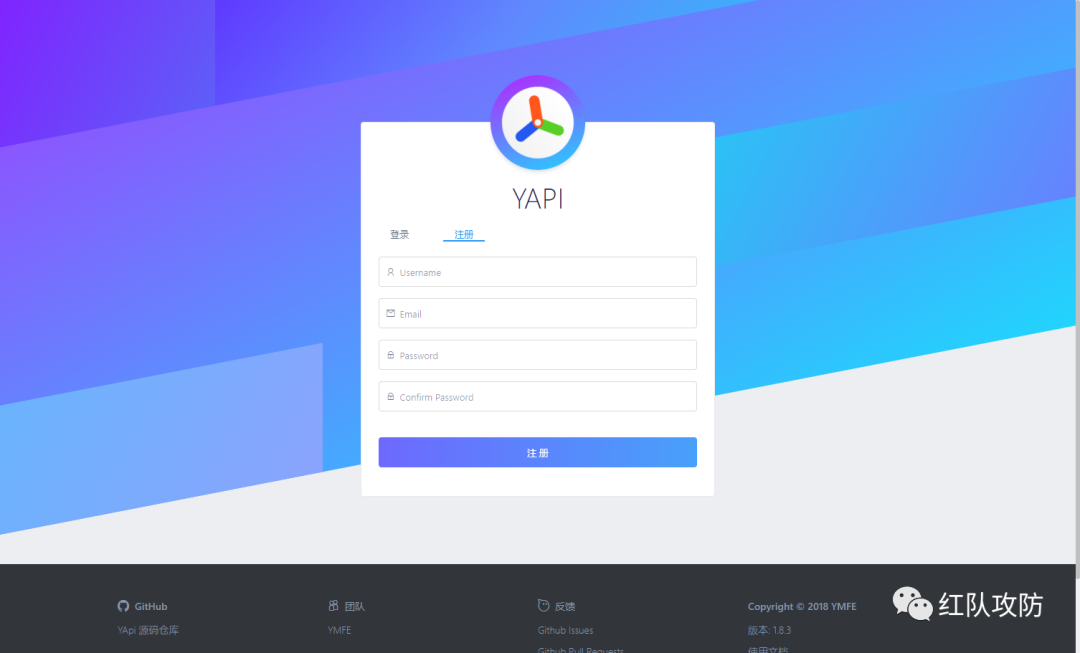 YAPI
登录 注册
Username
Email
Password
Confirm Password
注册
GitHub 团队 反馈 Copyright © 2018 YMFE
YApi 源码仓库 YMFE Github Issues 版本: 1.8.3
Github Pull Requests 使用文档
红队攻防